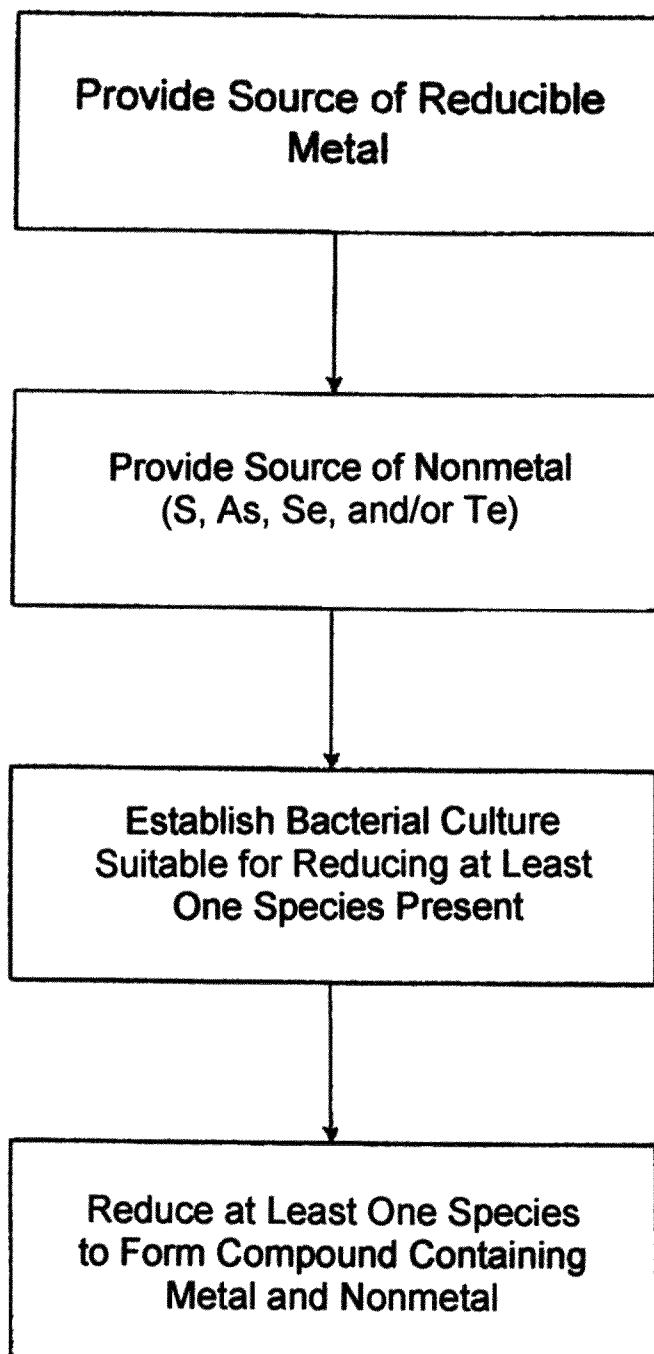 Provide Source of Reducible
Metal
Provide Source of Nonmetal
(S, As, Se, and/or Te)
Establish Bacterial Culture
Suitable for Reducing at Least
One Species Present
Reduce at Least One Species
to Form Compound Containing
Metal and Nonmetal